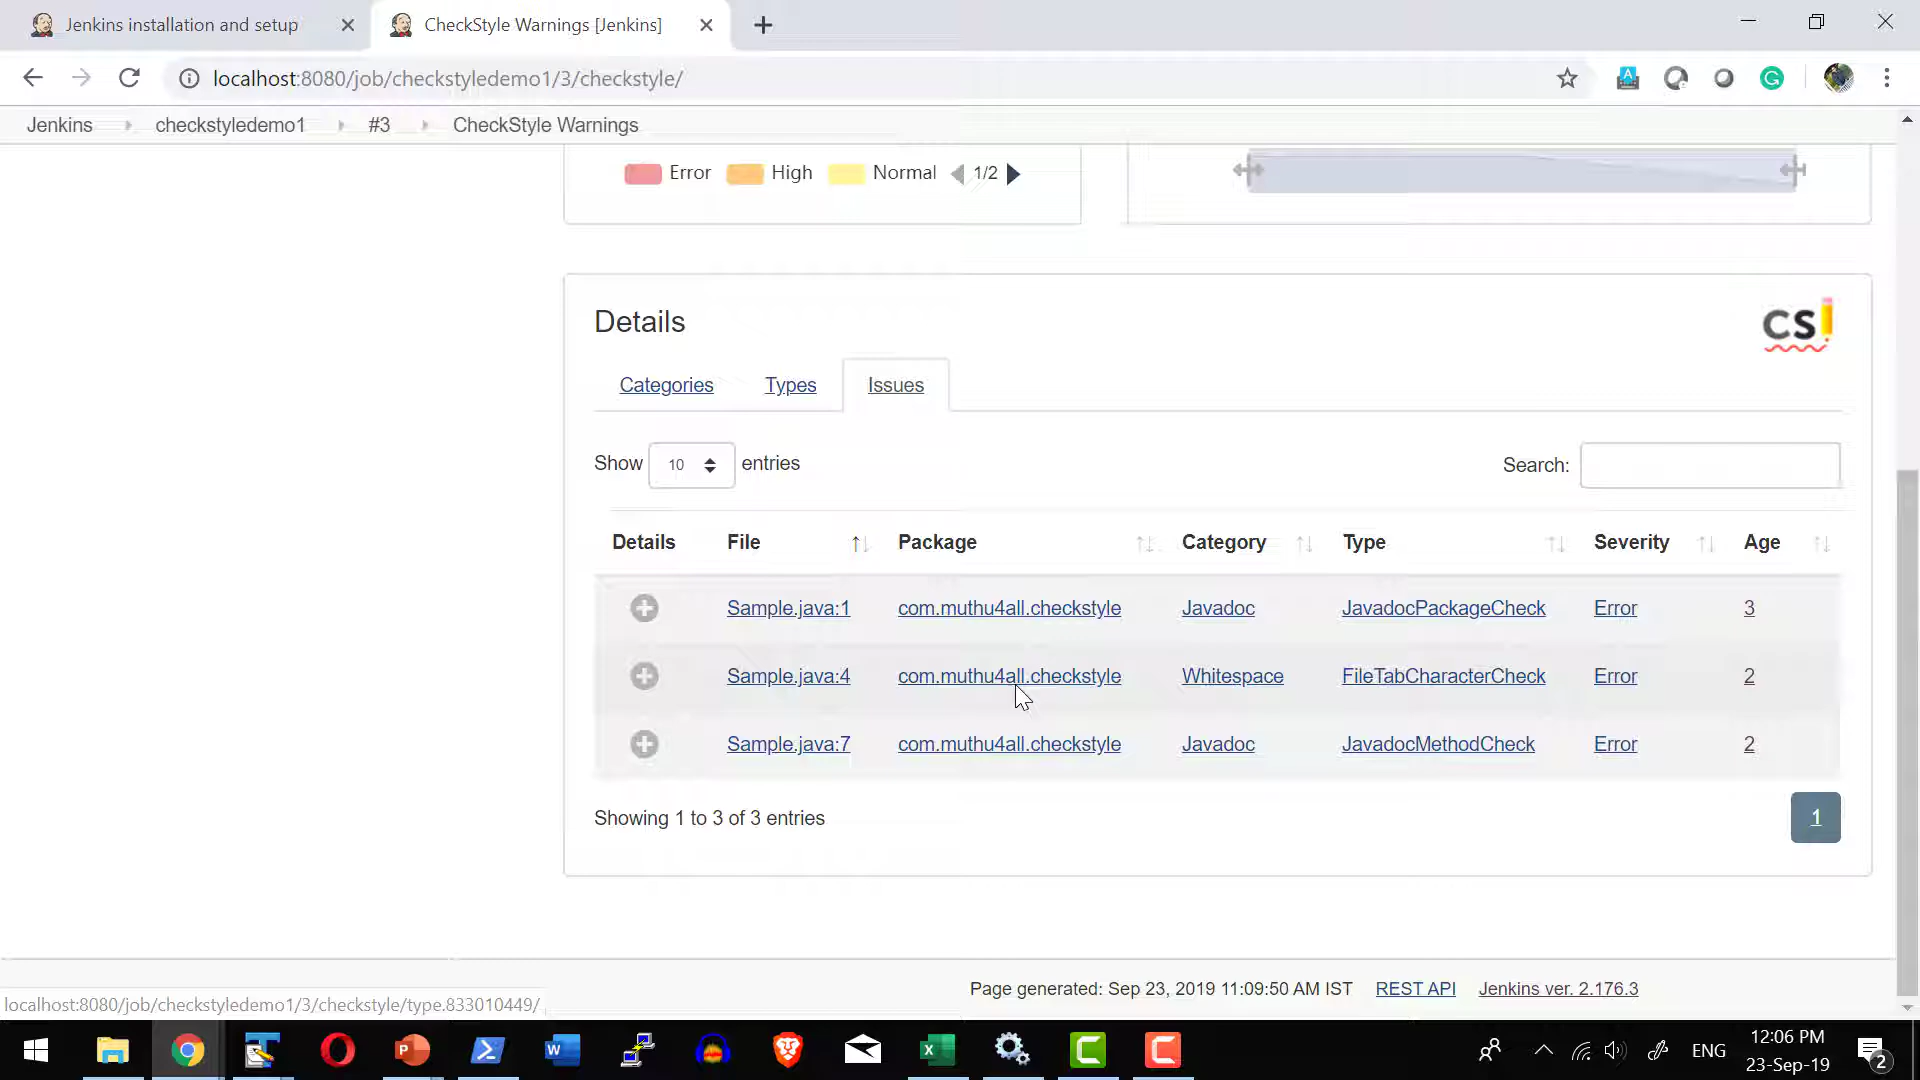 Jenkins installation and setup
CheckStyle Warnings [Jenkins]
localhost:8080/job/checkstyledemo1/3/checkstyle/
Jenkins checkstyledemo1 #3 CheckStyle Warnings
Error High Normal 1/2
Details
CS
Categories Types Issues
Show 10 entries
Search:
Details File Package Category Type Severity Age
Sample.java:1 com.muthu4all.checkstyle Javadoc JavadocPackageCheck Error 3
Sample.java:4 com.muthu4all.checkstyle Whitespace FileTabCharacterCheck Error 2
Sample.java:7 com.muthu4all.checkstyle Javadoc JavadocMethodCheck Error 2
Showing 1 to 3 of 3 entries
1
Page generated: Sep 23, 2019 11:09:50 AM IST REST API Jenkins ver. 2.176.3
localhost:8080/job/checkstyledemo1/3/checkstyle/type.833010449/
ENG
12:06 PM
23-Sep-19
2